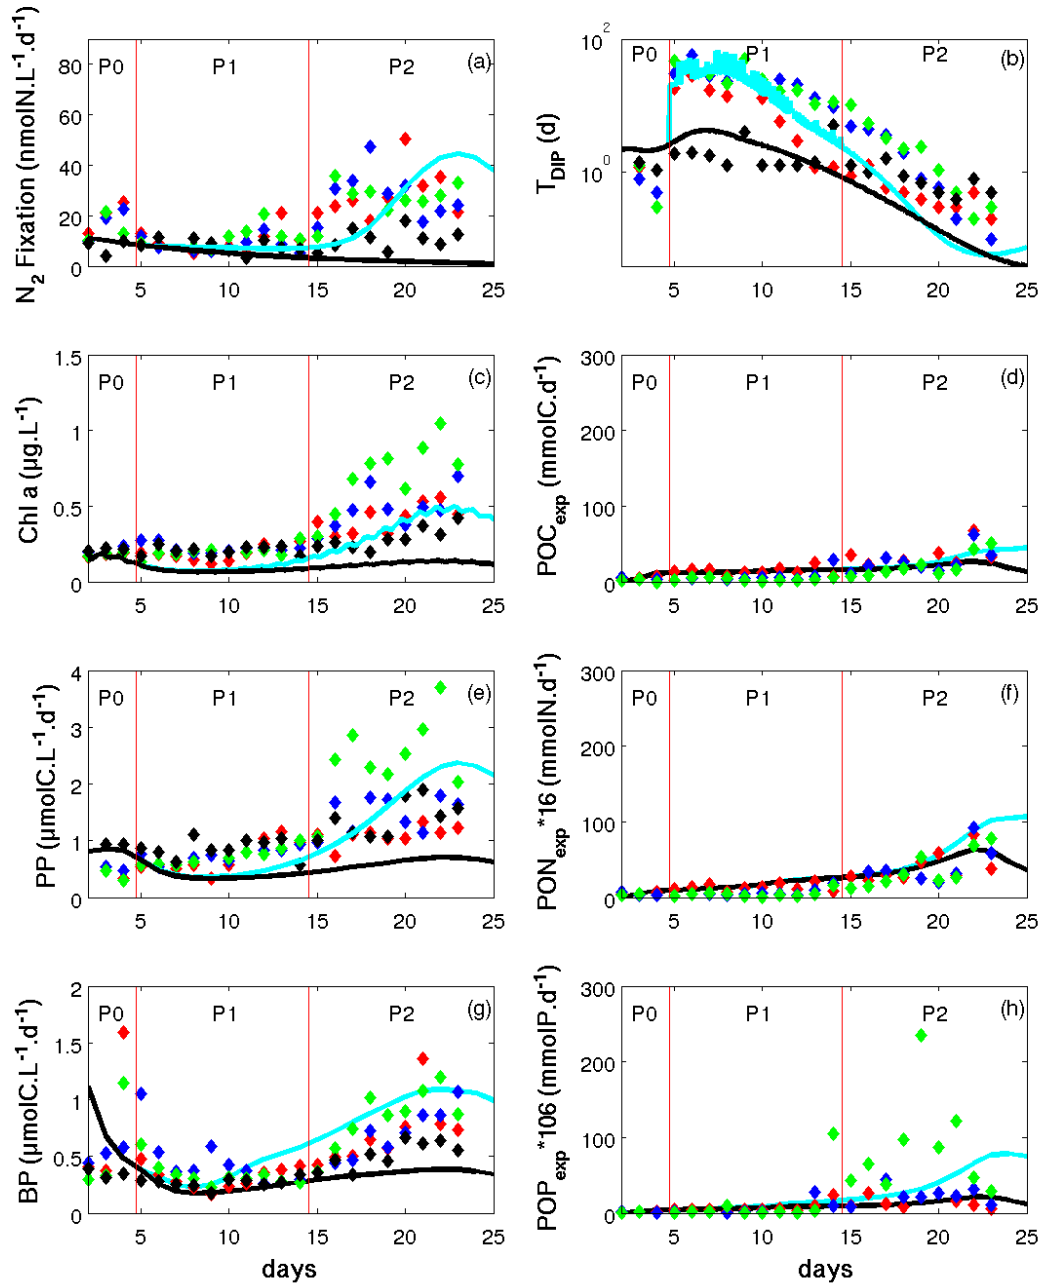 P0 P1 P2 (a)
N2 Fixation (nmolN.L-1.d-1)
80
60
40
20
0
5 10 15 20 25
P0 P1 P2 (b)
TDIP (d)
10^2
10^0
5 10 15 20 25
P0 P1 P2 (c)
Chl a (µg.L-1)
1.5
1
0.5
0
5 10 15 20 25
P0 P1 P2 (d)
POCexp (mmolC.d-1)
300
200
100
0
5 10 15 20 25
P0 P1 P2 (e)
PP (µmolC.L-1.d-1)
4
3
2
1
0
5 10 15 20 25
P0 P1 P2 (f)
PONexp*16 (mmolN.d-1)
300
200
100
0
5 10 15 20 25
P0 P1 P2 (g)
BP (µmolC.L-1.d-1)
2
1.5
1
0.5
0
5 10 15 20 25
days
P0 P1 P2 (h)
POPexp*106 (mmolP.d-1)
300
200
100
0
5 10 15 20 25
days